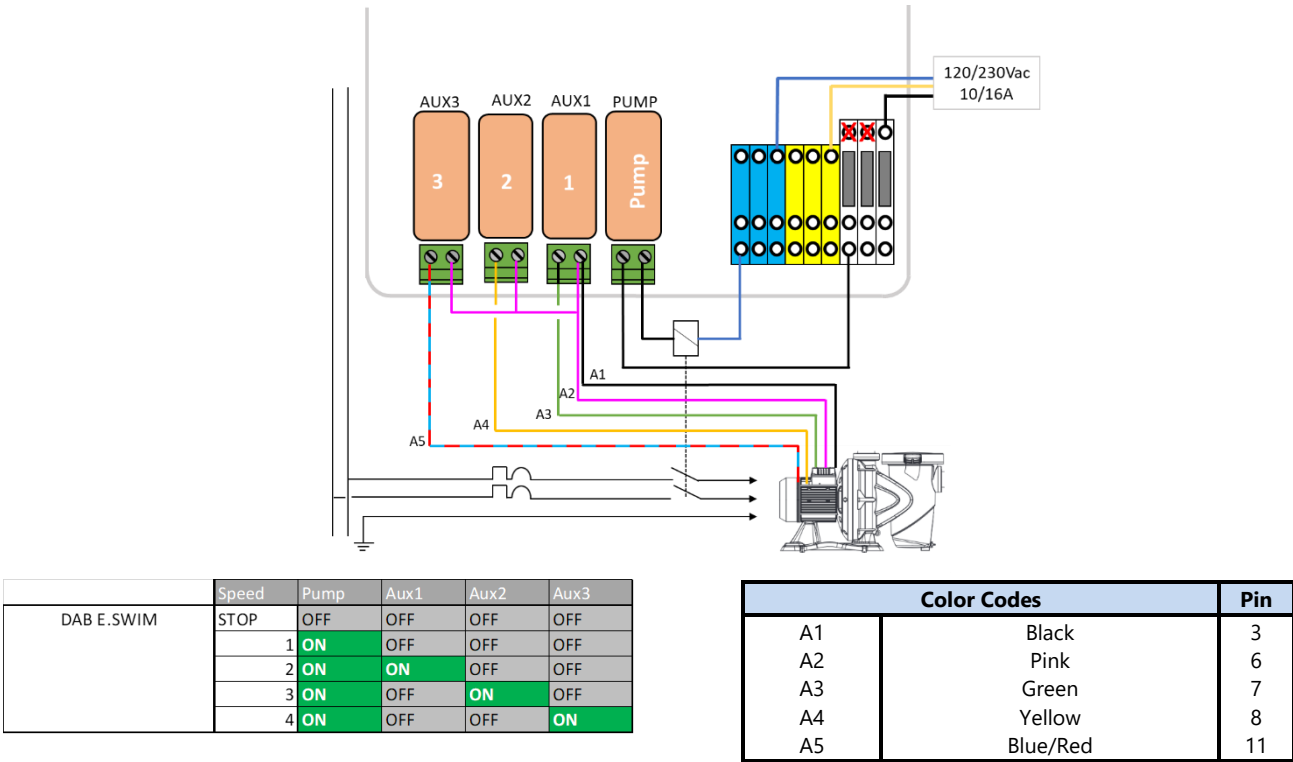 120/230Vac
10/16A
AUX3 AUX2 AUX1 PUMP
3 2 1 Pump
A1
A2
A3
A4
A5
Speed Pump Aux1 Aux2 Aux3
DAB E.SWIM STOP OFF OFF OFF OFF
1 ON OFF OFF OFF
2 ON ON OFF OFF
3 ON OFF ON OFF
4 ON OFF OFF ON
Color Codes Pin
A1 Black 3
A2 Pink 6
A3 Green 7
A4 Yellow 8
A5 Blue/Red 11